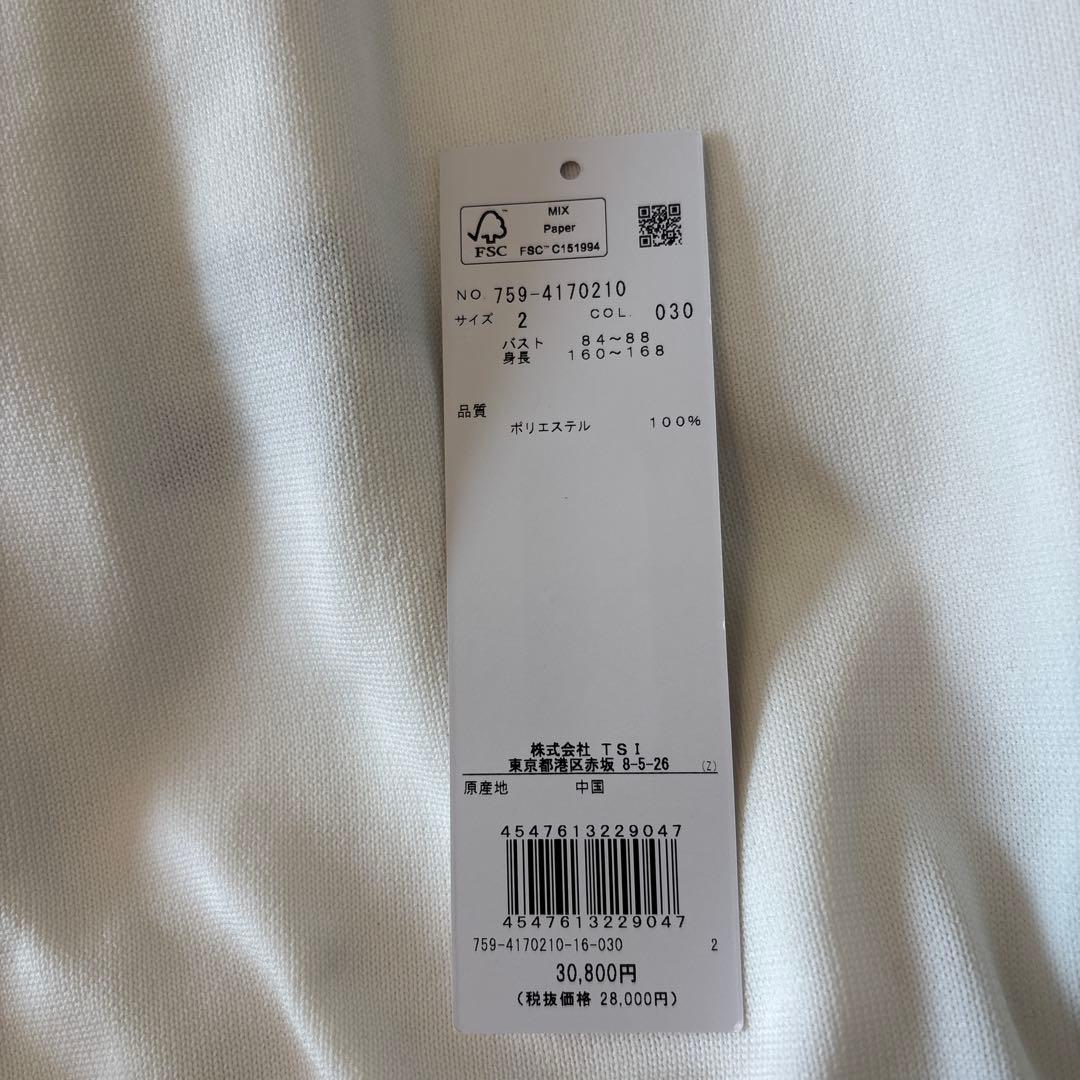 MIX
Paper
FSC™ C151994
FSC
NO. 759-4170210
サイズ 2 COL. 030
バスト 84~88
身長 160~168
品質
ポリエステル 100%
株式会社 TSI
東京都港区赤坂 8-5-26 (Z)
原産地 中国
4547613229047
4547613229047
759-4170210-16-030 2
30,800円
(税抜価格 28,000円)